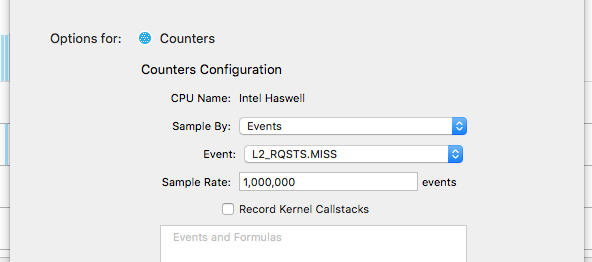 Options for: Counters
Counters Configuration
CPU Name: Intel Haswell
Sample By: Events
Event: L2_RQSTS.MISS
Sample Rate: 1,000,000 events
Record Kernel Callstacks
Events and Formulas